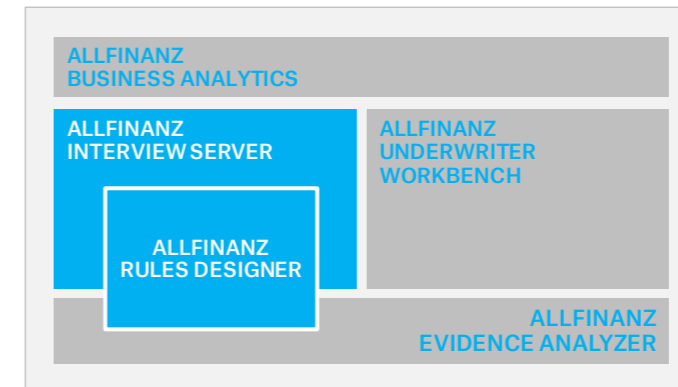 ALLFINANZ
BUSINESS ANALYTICS
ALLFINANZ
INTERVIEW SERVER
ALLFINANZ
UNDERWRITER
WORKBENCH
ALLFINANZ
RULES DESIGNER
ALLFINANZ
EVIDENCE ANALYZER